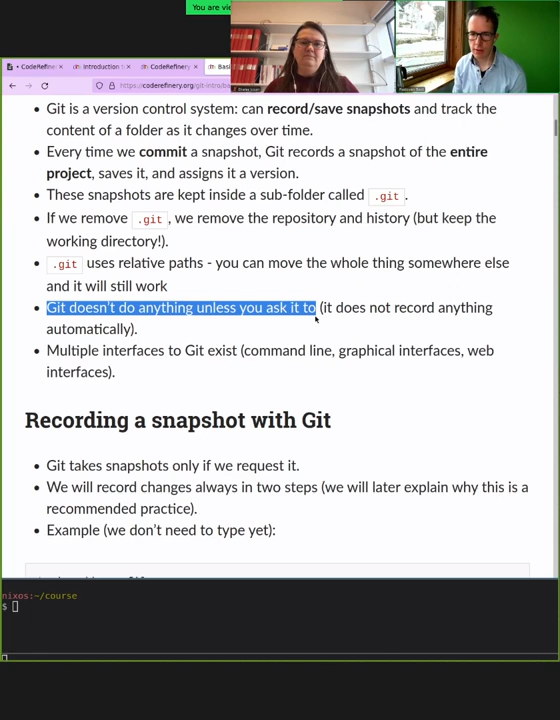 You are vie
CodeRefine
Introduction t
CodeRefinery
Bas
https://coderefinery.org/git-intro/ba
• Git is a version control system: can record/save snapshots and track the
content of a folder as it changes over time.
• Every time we commit a snapshot, Git records a snapshot of the entire
project, saves it, and assigns it a version.
• These snapshots are kept inside a sub-folder called .git.
• If we remove .git, we remove the repository and history (but keep the
working directory!).
• .git uses relative paths - you can move the whole thing somewhere else
and it will still work
• Git doesn't do anything unless you ask it to (it does not record anything
automatically).
• Multiple interfaces to Git exist (command line, graphical interfaces, web
interfaces).
Recording a snapshot with Git
• Git takes snapshots only if we request it.
• We will record changes always in two steps (we will later explain why this is a
recommended practice).
• Example (we don't need to type yet):
nixos:~/course
$